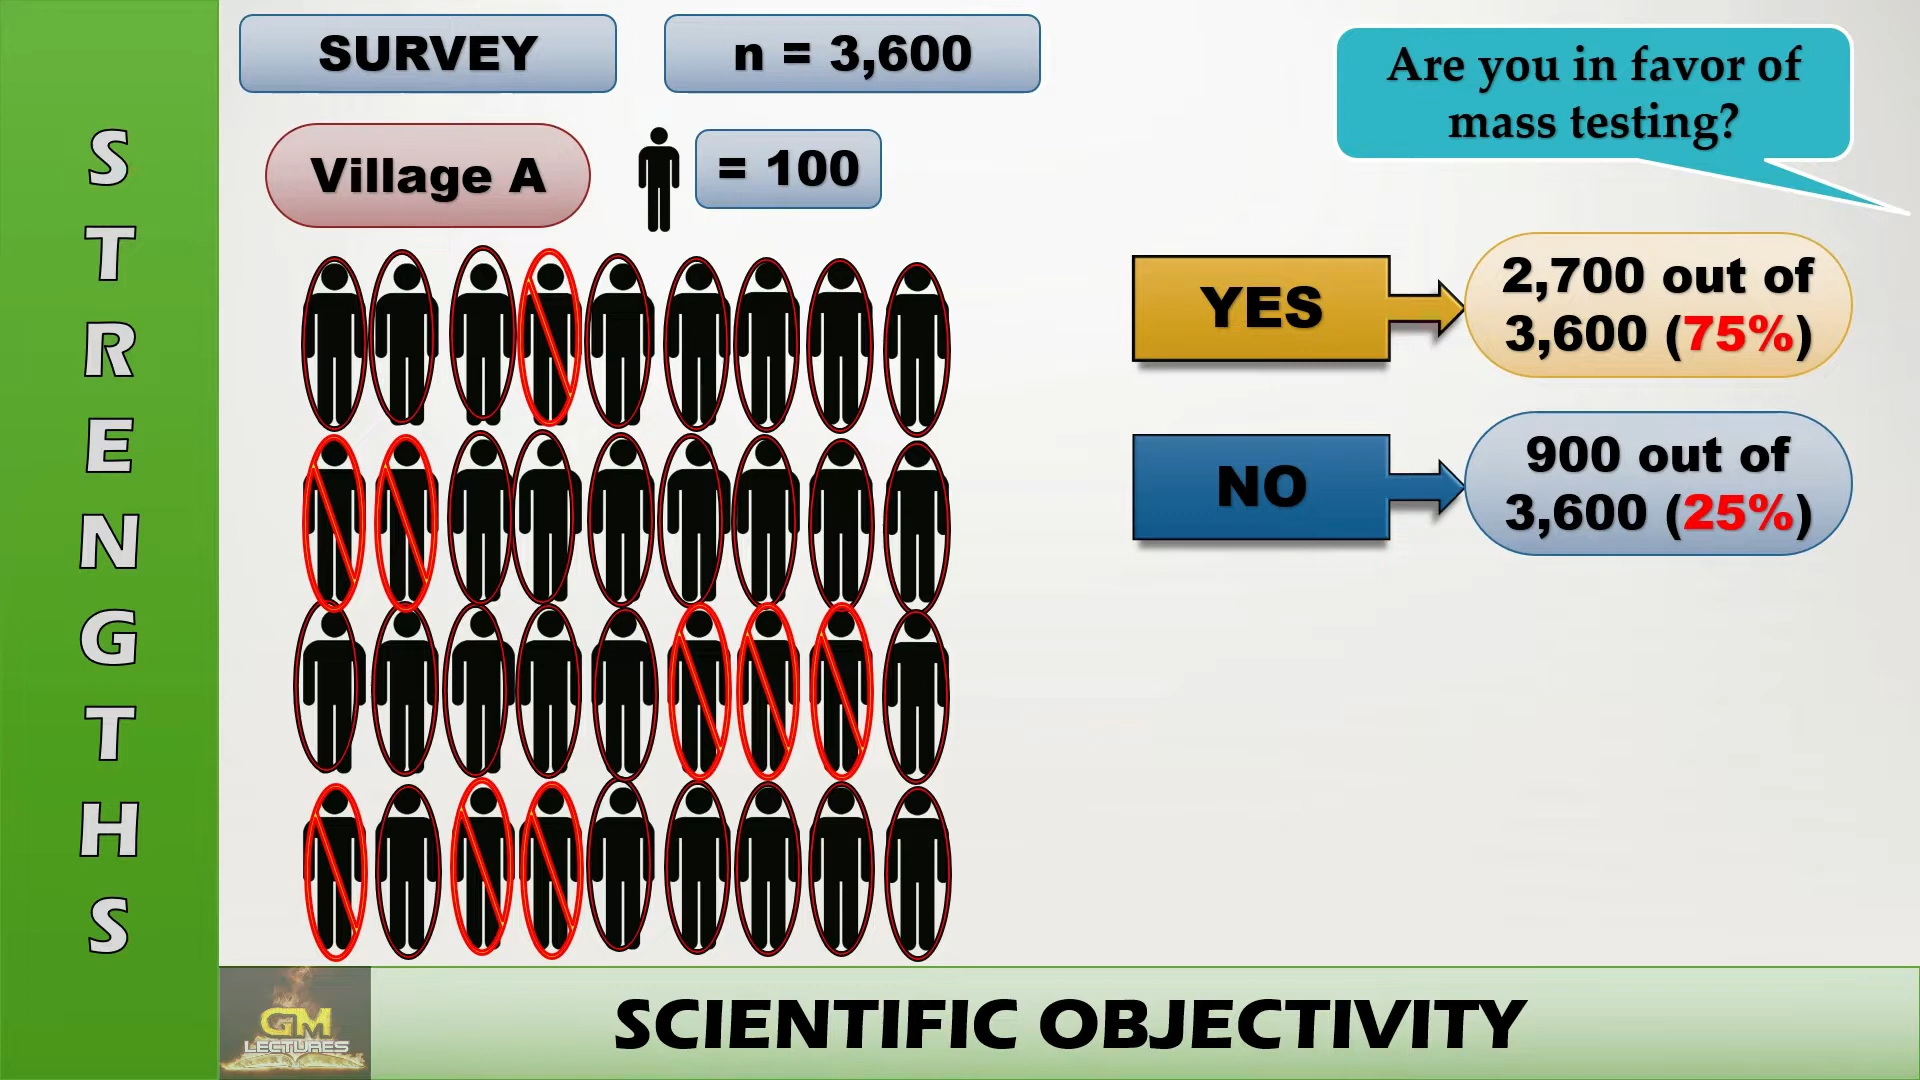 STRENGTHS
SURVEY
n = 3,600
Village A
= 100
Are you in favor of
mass testing?
YES
2,700 out of
3,600 (75%)
NO
900 out of
3,600 (25%)
GM
LECTURES
SCIENTIFIC OBJECTIVITY